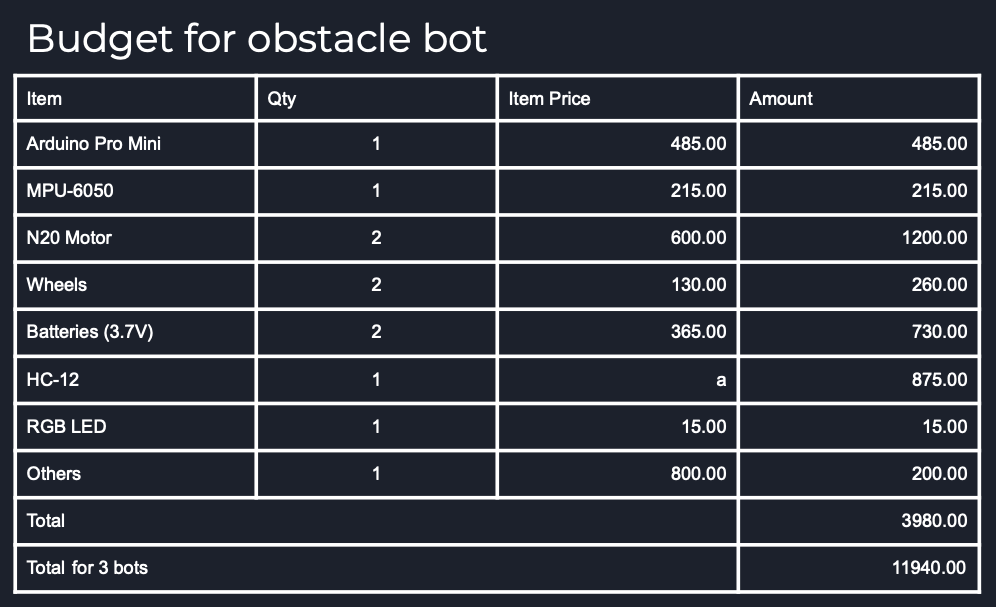 Budget for obstacle bot
Item Qty Item Price Amount
Arduino Pro Mini 1 485.00 485.00
MPU-6050 1 215.00 215.00
N20 Motor 2 600.00 1200.00
Wheels 2 130.00 260.00
Batteries (3.7V) 2 365.00 730.00
HC-12 1 a 875.00
RGB LED 1 15.00 15.00
Others 1 800.00 200.00
Total 3980.00
Total for 3 bots 11940.00